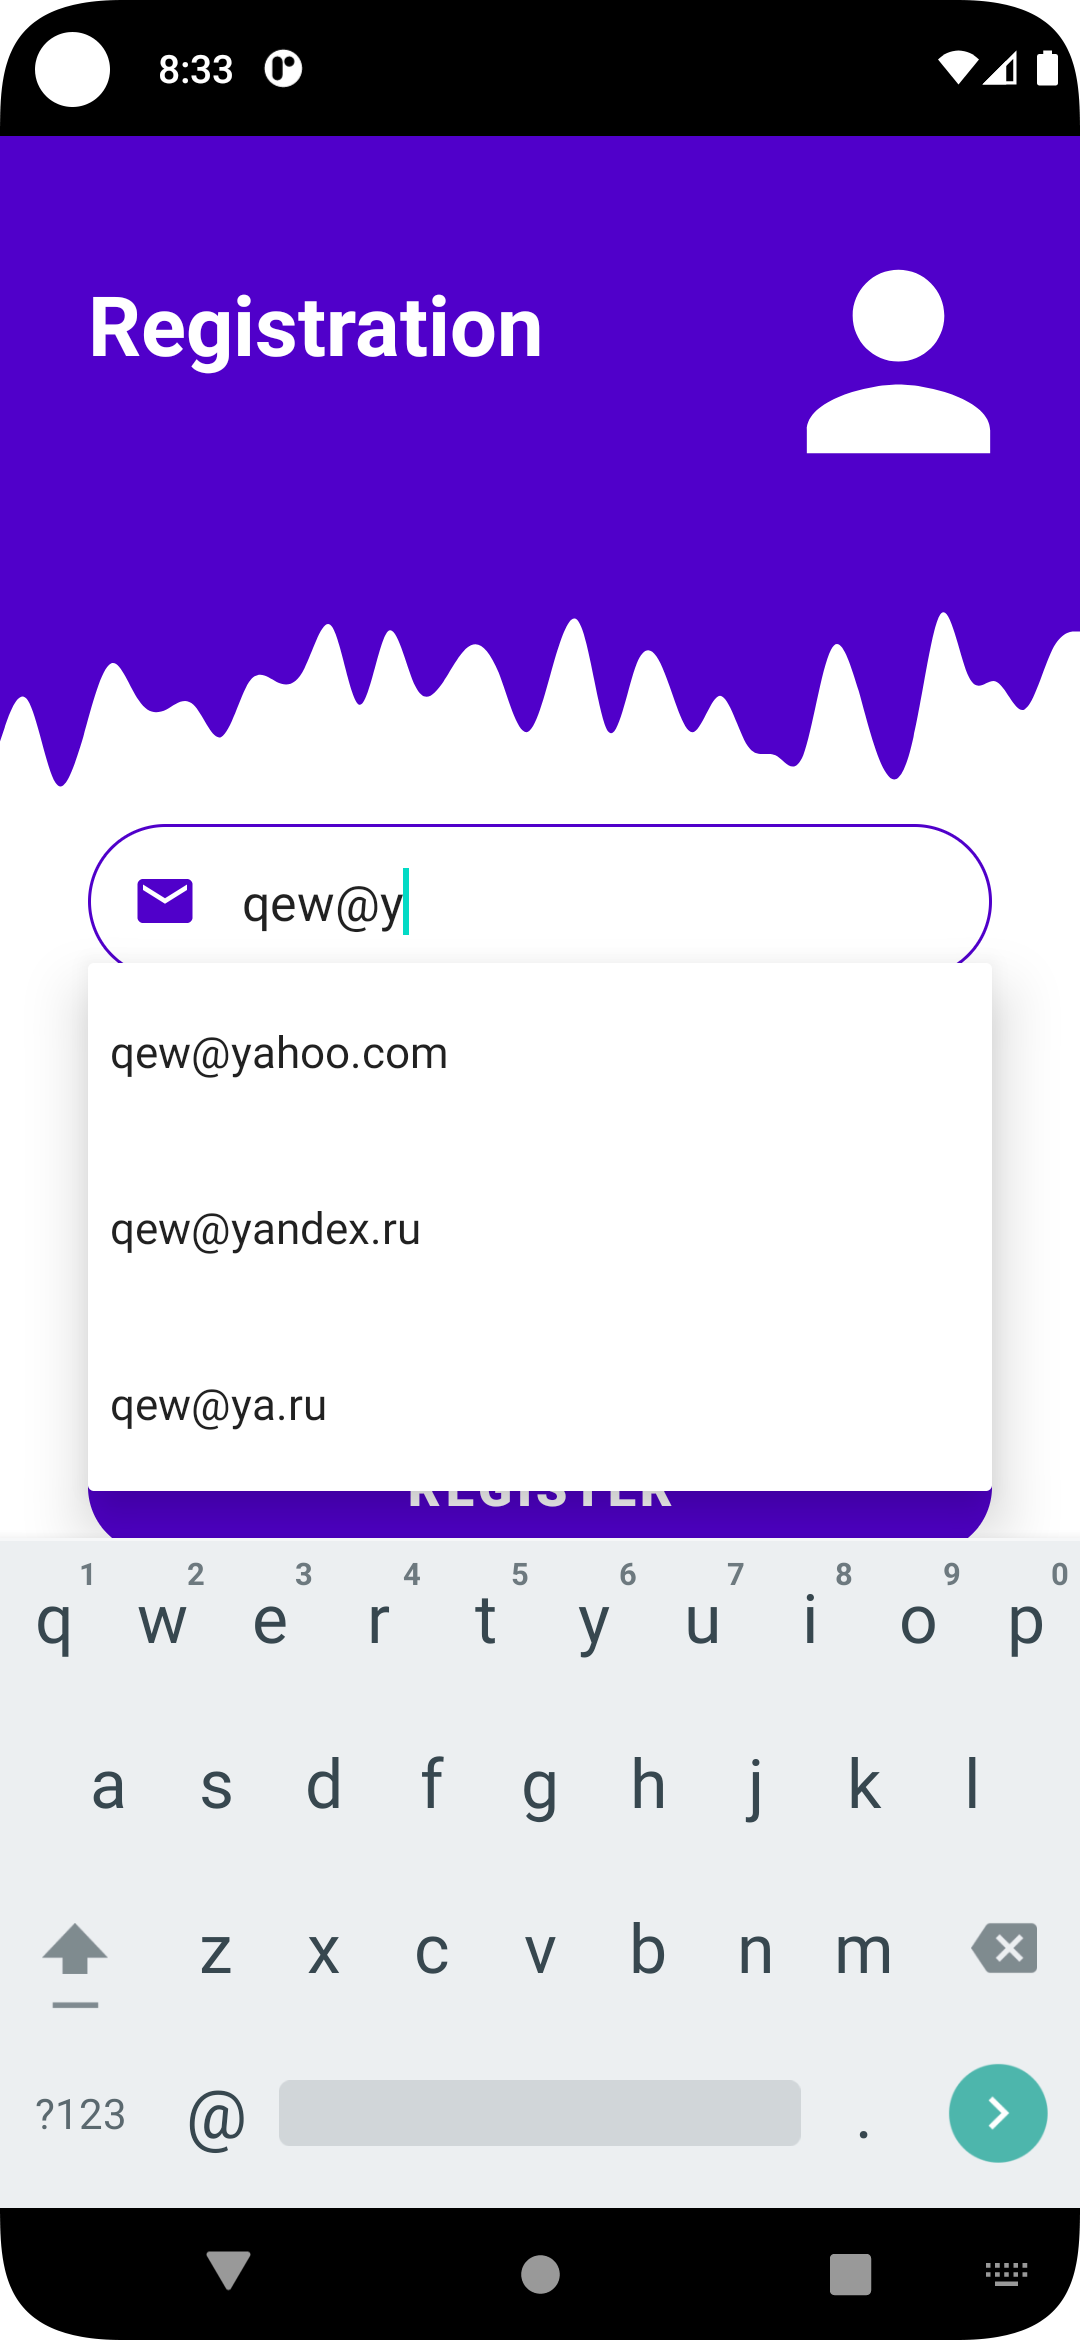 8:33
Registration
qew@y
qew@yahoo.com
qew@yandex.ru
qew@ya.ru
REGISTER
1 2 3 4 5 6 7 8 9 0
q w e r t y u i o p
a s d f g h j k l
z x c v b n m
?123 @ .